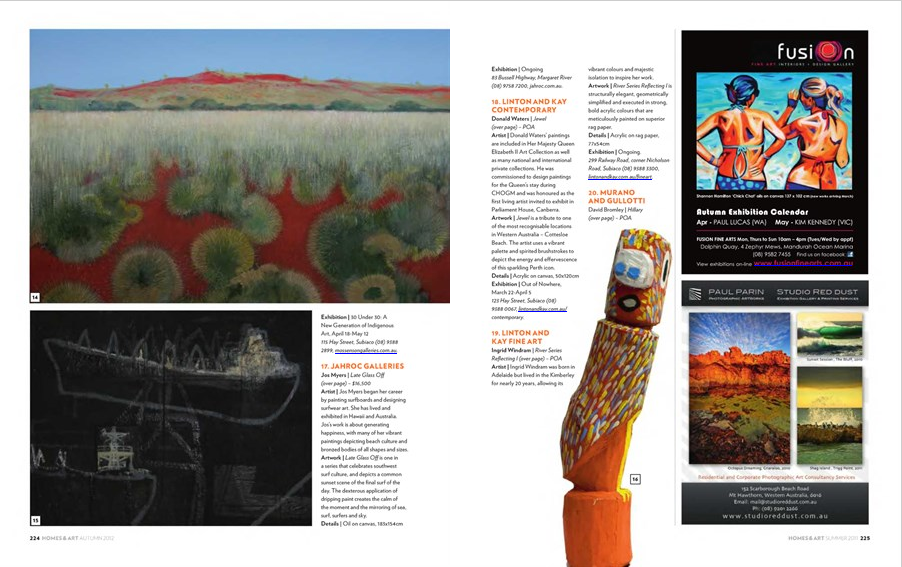 14
15
Exhibition | 30 Under 30: A
New Generation of Indigenous
Art, April 18-May 12
115 Hay Street, Subiaco (08) 9388
2899, mossensongalleries.com.au.
17. JAHROC GALLERIES
Jos Myers | Late Glass Off
(over page) – $16,500
Artist | Jos Myers began her career
by painting surfboards and designing
surfwear art. She has lived and
exhibited in Hawaii and Australia.
Jos's work is about generating
happiness, with many of her vibrant
paintings depicting beach culture and
bronzed bodies of all shapes and sizes.
Artwork | Late Glass Off is one in
a series that celebrates southwest
surf culture, and depicts a common
sunset scene of the final surf of the
day. The dexterous application of
dripping paint creates the calm of
the moment and the mirroring of sea,
surf, surfers and sky.
Details | Oil on canvas, 183x154cm
224 HOMES&ART AUTUMN 2012
Exhibition | Ongoing
83 Bussell Highway, Margaret River
(08) 9758 7200, jahroc.com.au.
18. LINTON AND KAY
CONTEMPORARY
Donald Waters | Jewel
(over page) – POA
Artist | Donald Waters' paintings
are included in Her Majesty Queen
Elizabeth II Art Collection as well
as many national and international
private collections. He was
commissioned to design paintings
for the Queen's stay during
CHOGM and was honoured as the
first living artist invited to exhibit in
Parliament House, Canberra.
Artwork | Jewel is a tribute to one
of the most recognisable locations
in Western Australia – Cottesloe
Beach. The artist uses a vibrant
palette and spirited brushstrokes to
depict the energy and effervescence
of this sparkling Perth icon.
Details | Acrylic on canvas, 50x120cm
Exhibition | Out of Nowhere,
March 22-April 5
123 Hay Street, Subiaco (08)
9388 0067, lintonandkay.com.au/
contemporary.
19. LINTON AND
KAY FINE ART
Ingrid Windram | River Series
Reflecting I (over page) – POA
Artist | Ingrid Windram was born in
Adelaide but lived in the Kimberley
for nearly 20 years, allowing its
vibrant colours and majestic
isolation to inspire her work.
Artwork | River Series Reflecting I is
structurally elegant, geometrically
simplified and executed in strong,
bold acrylic colours that are
meticulously painted on superior
rag paper.
Details | Acrylic on rag paper,
77x54cm
Exhibition | Ongoing.
299 Railway Road, corner Nicholson
Road, Subiaco (08) 9388 3300,
lintonandkay.com.au/fineart.
20. MURANO
AND GULLOTTI
David Bromley | Hillary
(over page) – POA
16
fusion
FINE ART INTERIORS + DESIGN GALLERY
Shannon Hamilton 'Chick Chat' oils on canvas 137 x 102 cm (new works arriving March)
Autumn Exhibition Calendar
Apr - PAUL LUCAS (WA) May - KIM KENNEDY (VIC)
FUSION FINE ARTS Mon, Thurs to Sun 10am – 4pm (Tues/Wed by appt)
Dolphin Quay, 4 Zephyr Mews, Mandurah Ocean Marina
(08) 9582 7455 Find us on facebook
View exhibitions on-line www.fusionfinearts.com.au
PAUL PARIN
PHOTOGRAPHIC ARTWORKS
STUDIO RED DUST
EXHIBITION GALLERY & PRINTING SERVICES
Residential and Corporate Photographic Art Consultancy Services
152 Scarborough Beach Road
Mt Hawthorn, Western Australia, 6016
Email: mail@studioreddust.com
Ph: (08) 9201 2266
www.studioreddust.com.au
HOMES&ART SUMMER 225